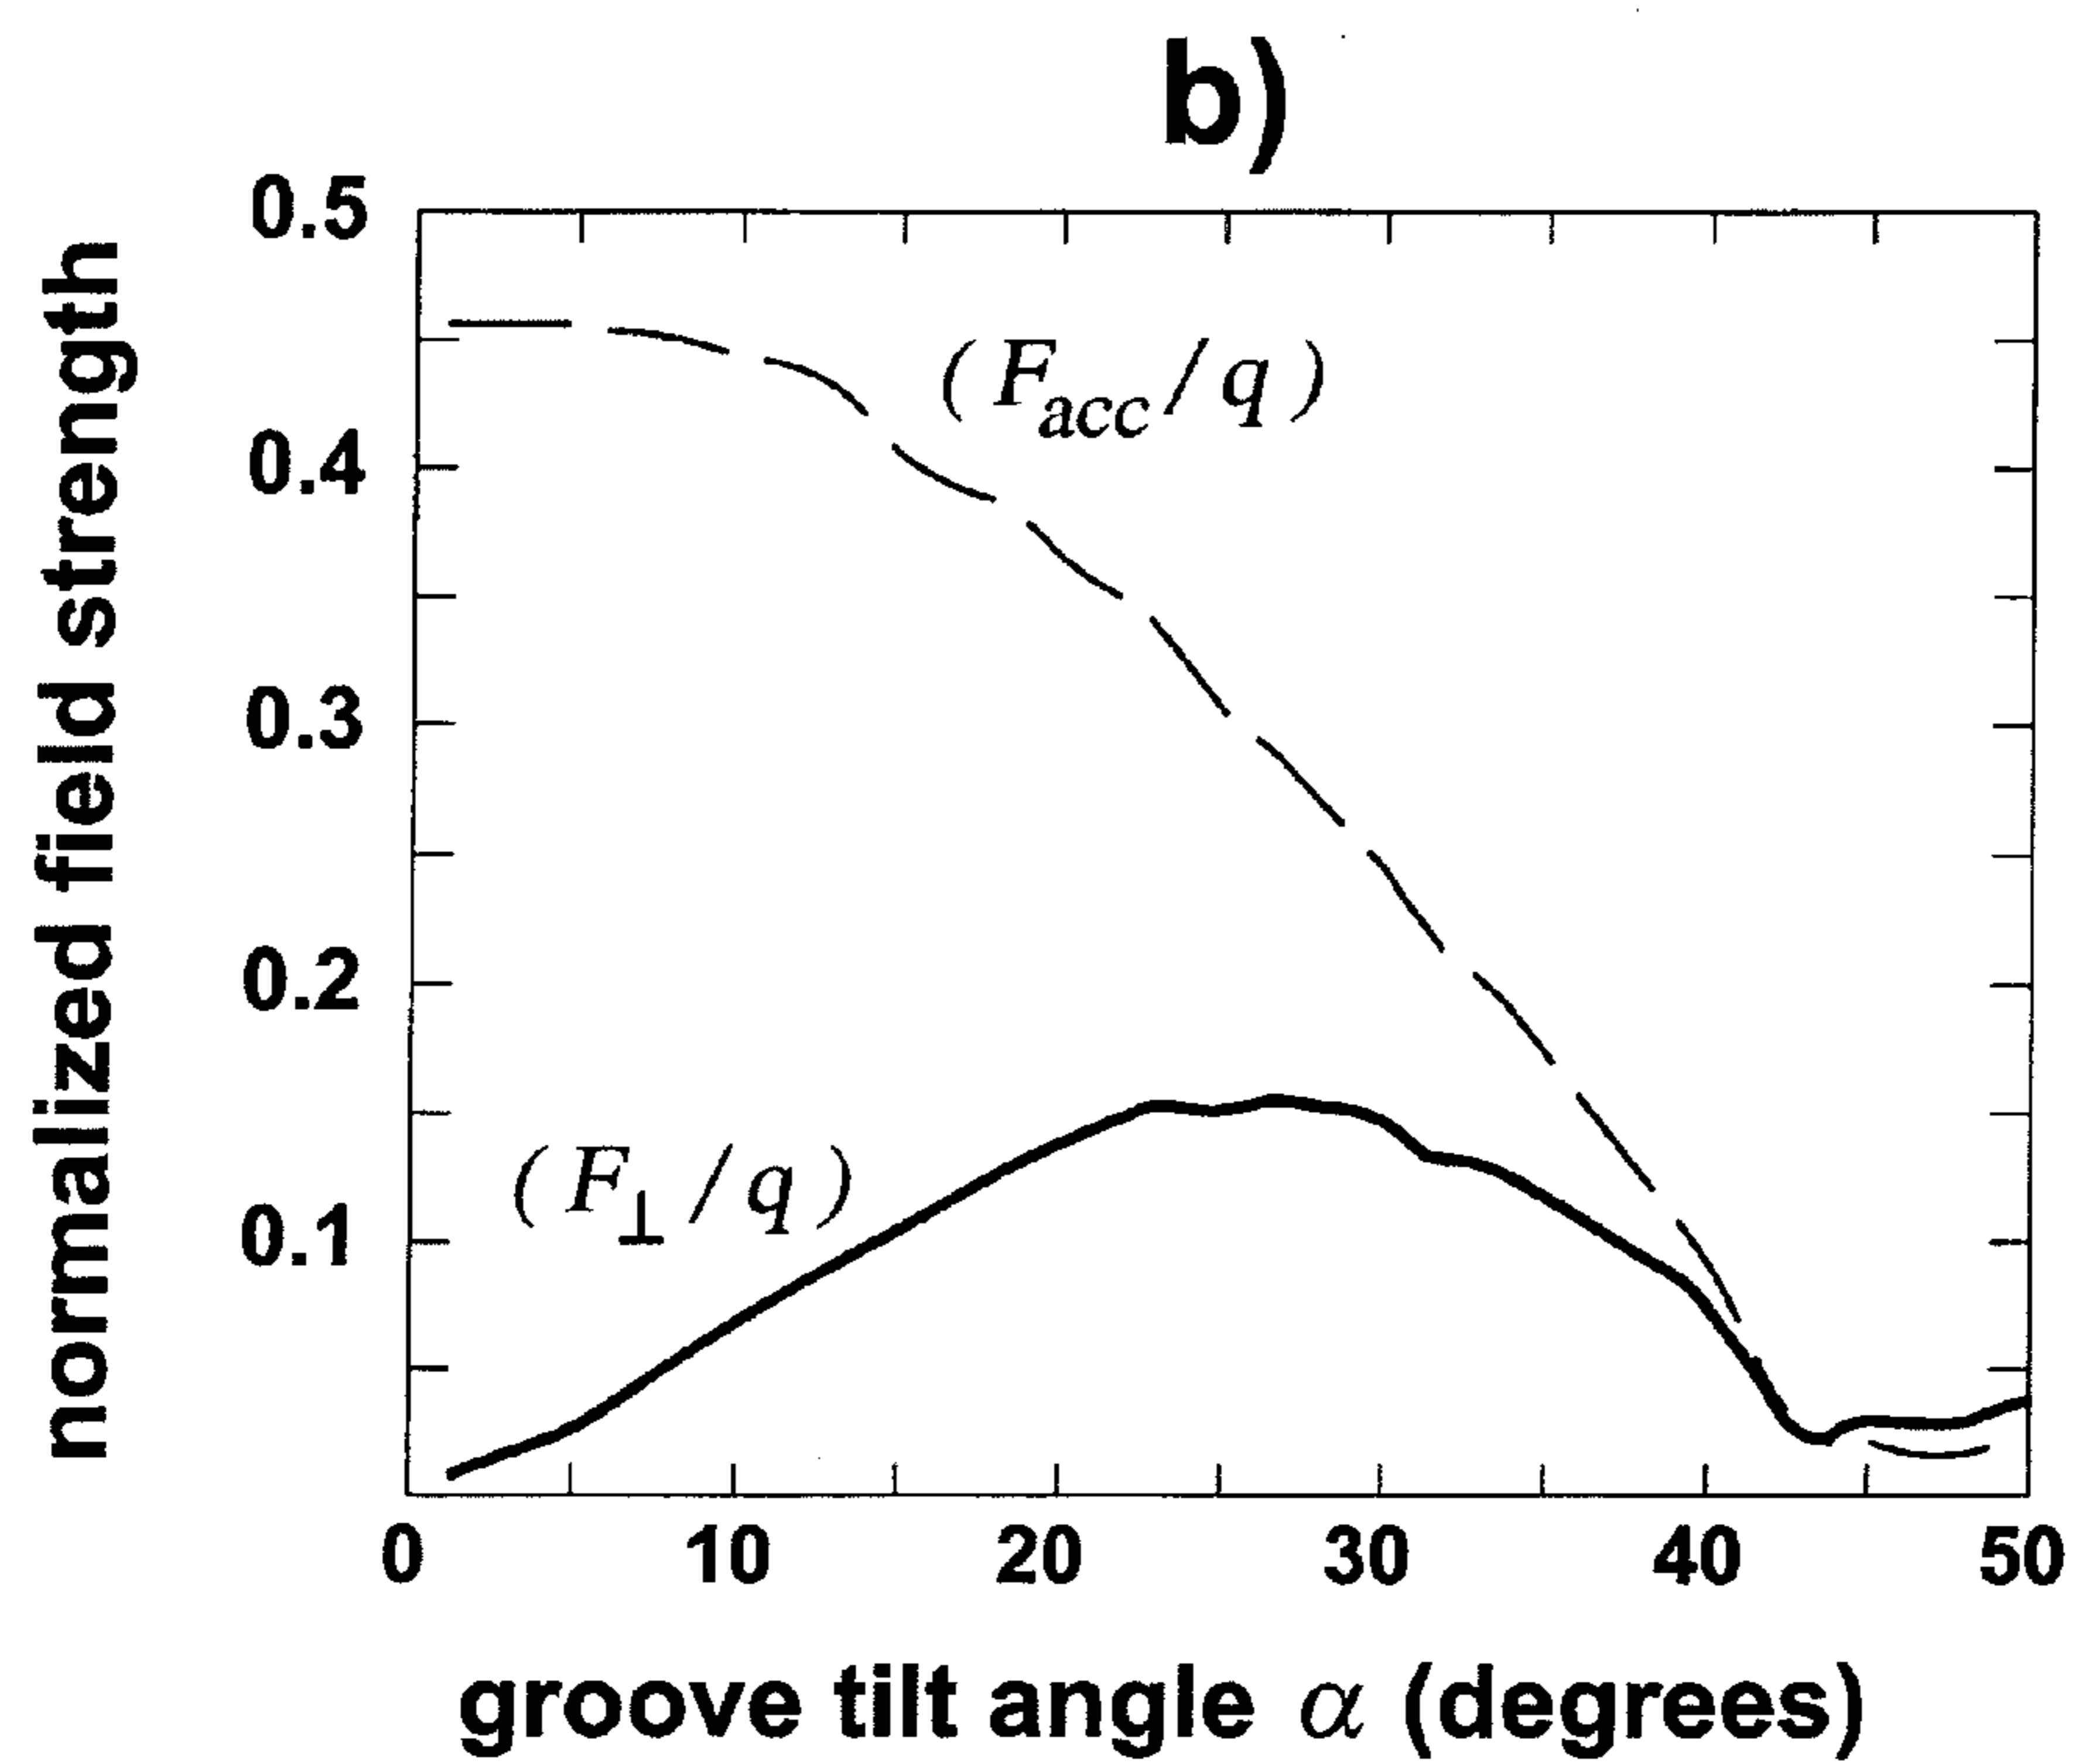 b)
normalized field strength
0.5
0.4
0.3
0.2
0.1
(F_acc/q)
(F_⊥/q)
0 10 20 30 40 50
groove tilt angle α (degrees)